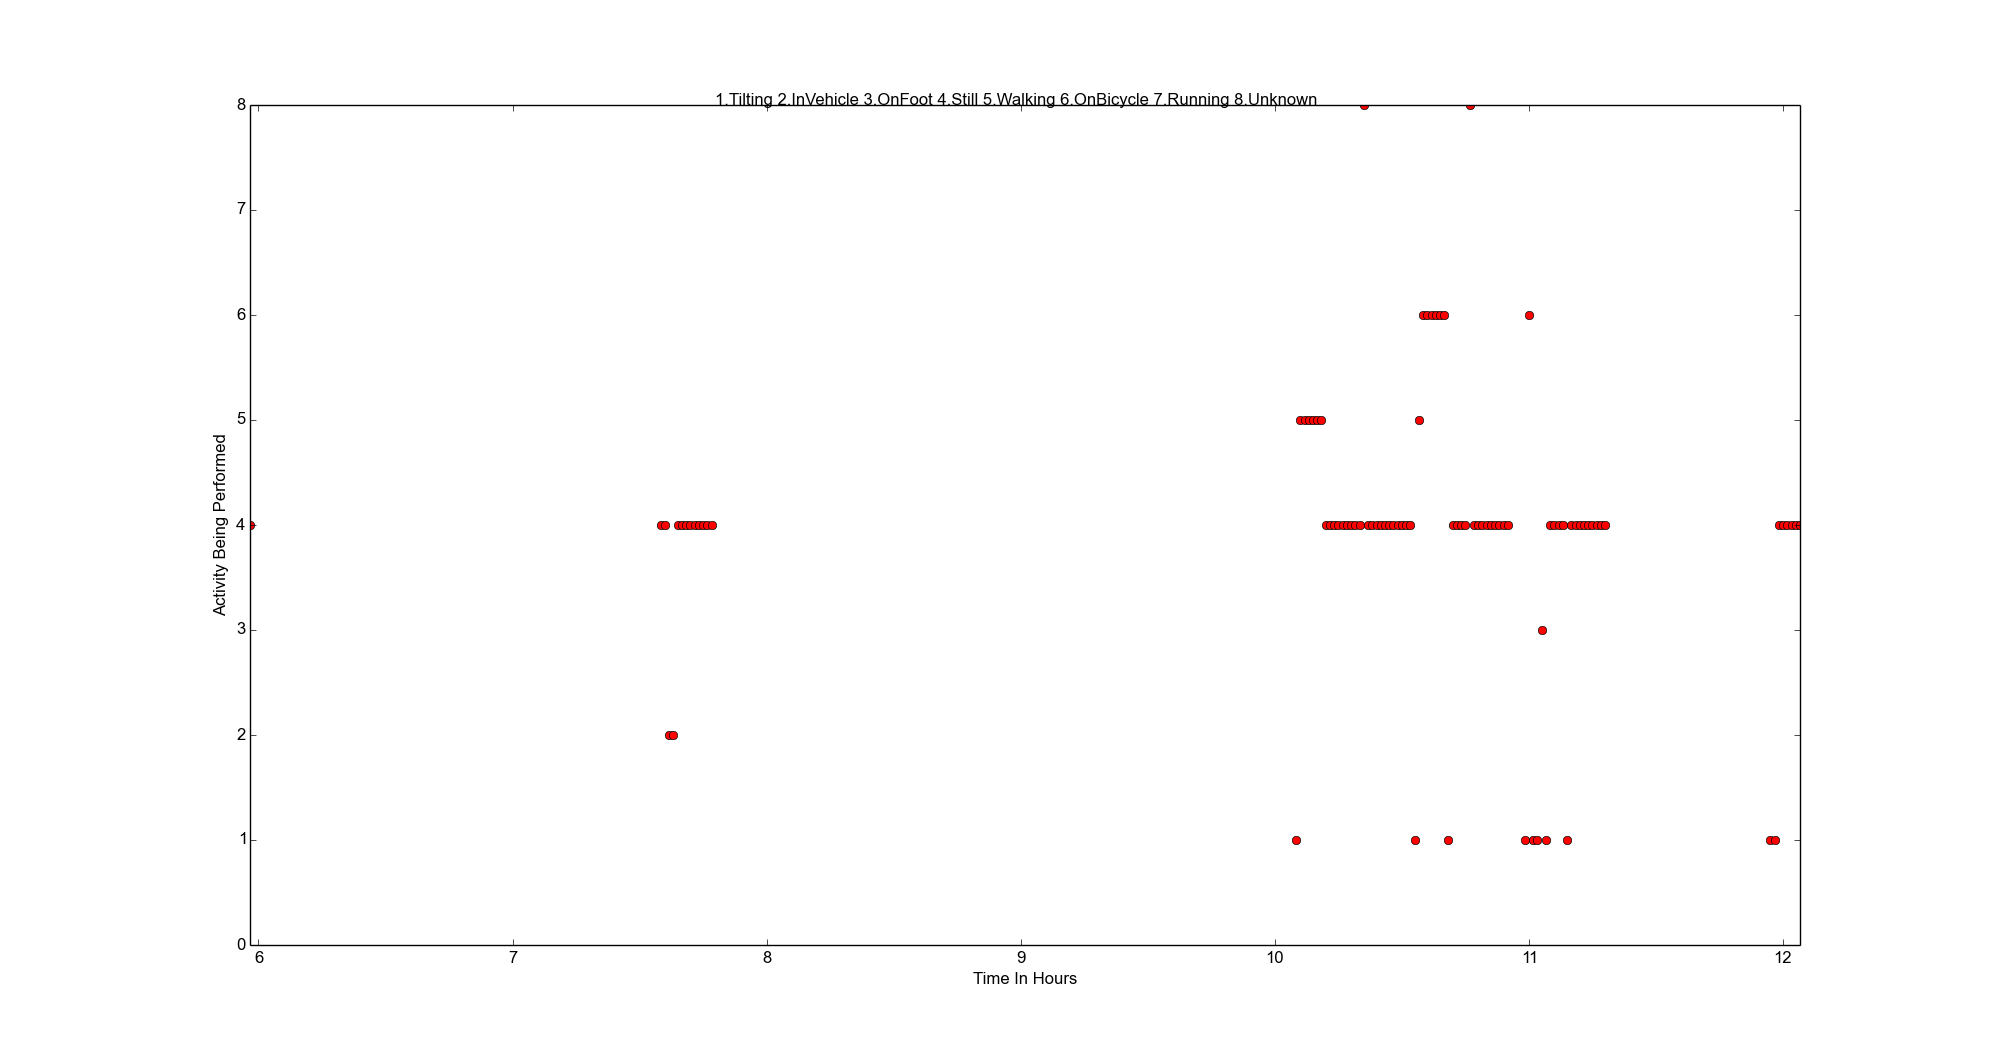 1.Tilting 2.InVehicle 3.OnFoot 4.Still 5.Walking 6.OnBicycle 7.Running 8.Unknown
8
7
6
5
4
3
2
1
0
Activity Being Performed
6 7 8 9 10 11 12
Time In Hours